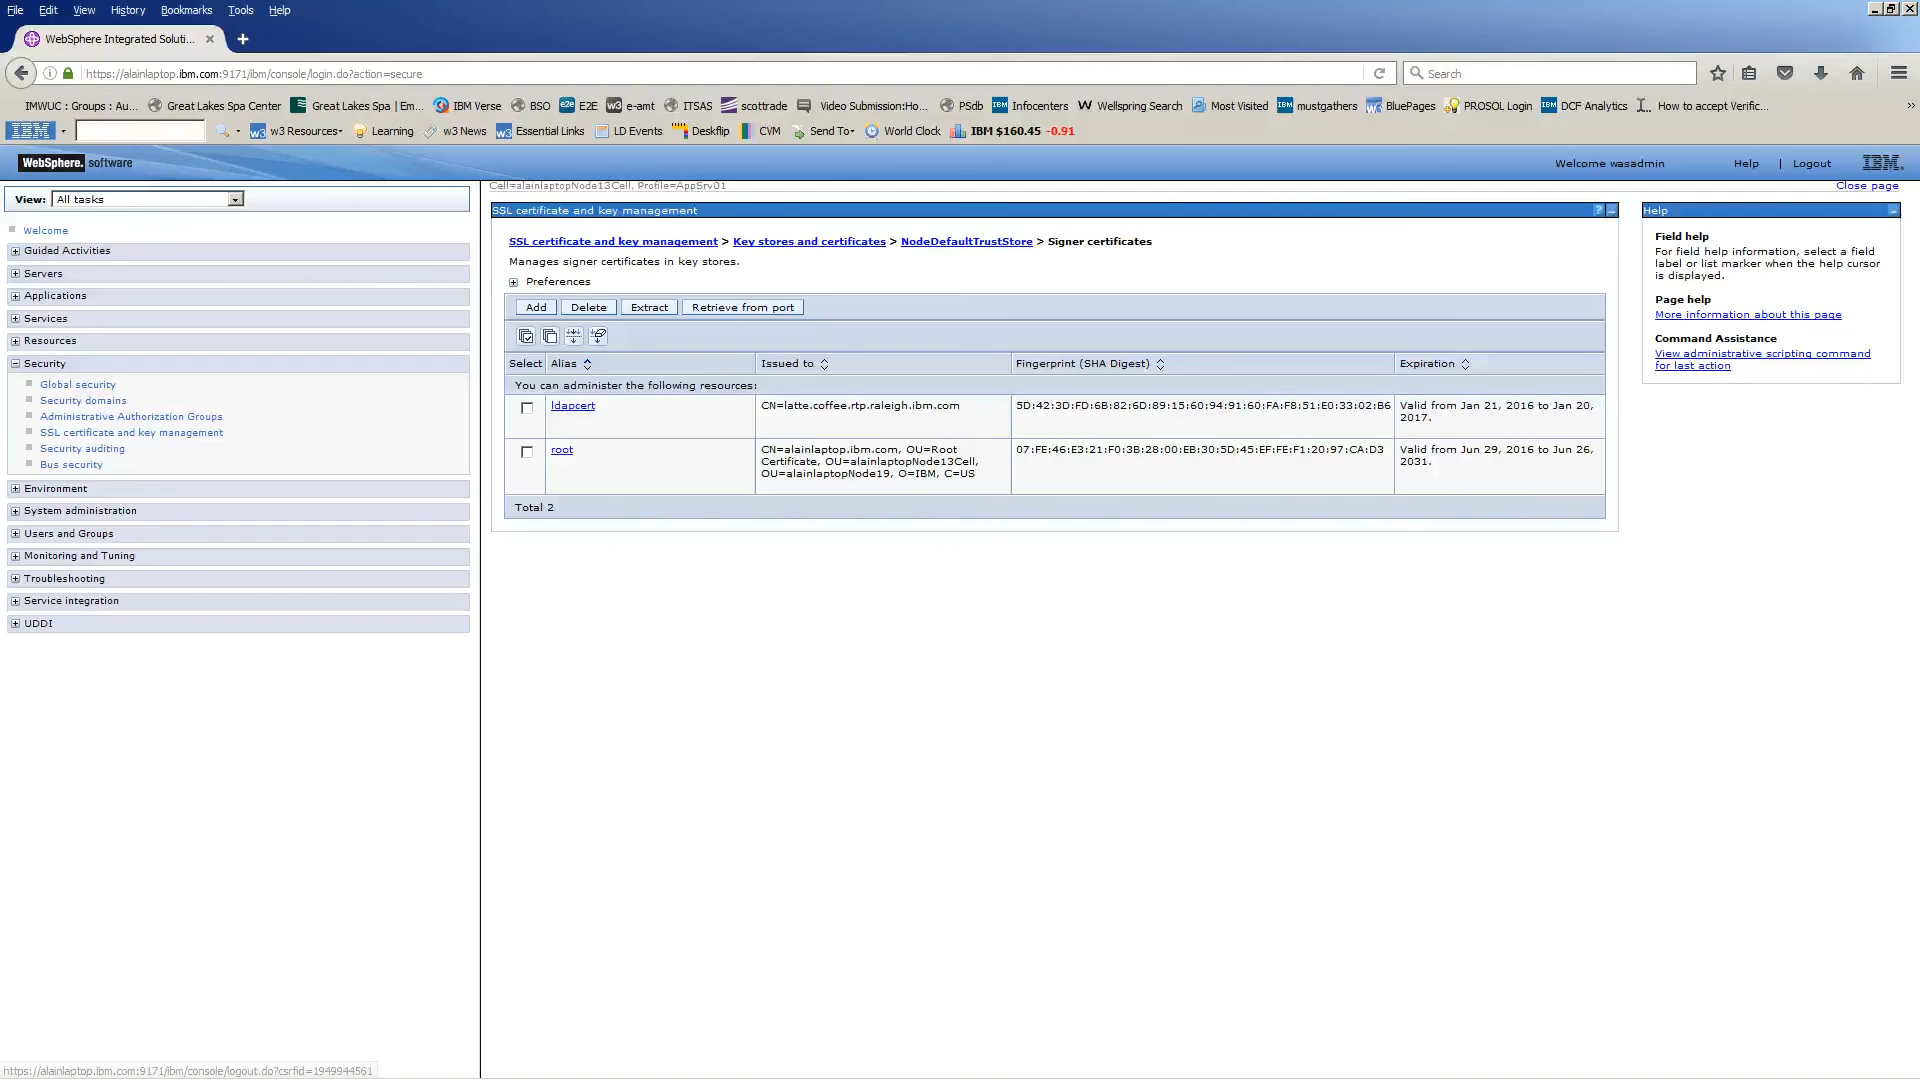 File Edit View History Bookmarks Tools Help
WebSphere Integrated Soluti...
https://alainlaptop.ibm.com:9171/ibm/console/login.do?action=secure
Search
IMWUC : Groups : Au... Great Lakes Spa Center Great Lakes Spa | Em... IBM Verse BSO E2E e-amt ITSAS scottrade Video Submission:Ho... PSdb Infocenters Wellspring Search Most Visited mustgathers BluePages PROSOL Login DCF Analytics How to accept Verific...
IBM w3 Resources Learning w3 News Essential Links LD Events Deskflip CVM Send To World Clock IBM $160.45 -0.91
WebSphere. software Welcome wasadmin Help | Logout IBM.
View: All tasks
Welcome
Guided Activities
Servers
Applications
Services
Resources
Security
Global security
Security domains
Administrative Authorization Groups
SSL certificate and key management
Security auditing
Bus security
Environment
System administration
Users and Groups
Monitoring and Tuning
Troubleshooting
Service integration
UDDI
Cell=alainlaptopNode13Cell, Profile=AppSrv01
Close page
SSL certificate and key management
SSL certificate and key management > Key stores and certificates > NodeDefaultTrustStore > Signer certificates
Manages signer certificates in key stores.
Preferences
Add Delete Extract Retrieve from port
Select Alias Issued to Fingerprint (SHA Digest) Expiration
You can administer the following resources:
ldapcert CN=latte.coffee.rtp.raleigh.ibm.com 5D:42:3D:FD:6B:82:6D:89:15:60:94:91:60:FA:F8:51:E0:33:02:B6 Valid from Jan 21, 2016 to Jan 20,
2017.
root CN=alainlaptop.ibm.com, OU=Root 07:FE:46:E3:21:F0:3B:28:00:EB:30:5D:45:EF:FE:F1:20:97:CA:D3 Valid from Jun 29, 2016 to Jun 26,
Certificate, OU=alainlaptopNode13Cell, 2031.
OU=alainlaptopNode19, O=IBM, C=US
Total 2
Help
Field help
For field help information, select a field
label or list marker when the help cursor
is displayed.
Page help
More information about this page
Command Assistance
View administrative scripting command
for last action
https://alainlaptop.ibm.com:9171/ibm/console/logout.do?csrfid=1949944561